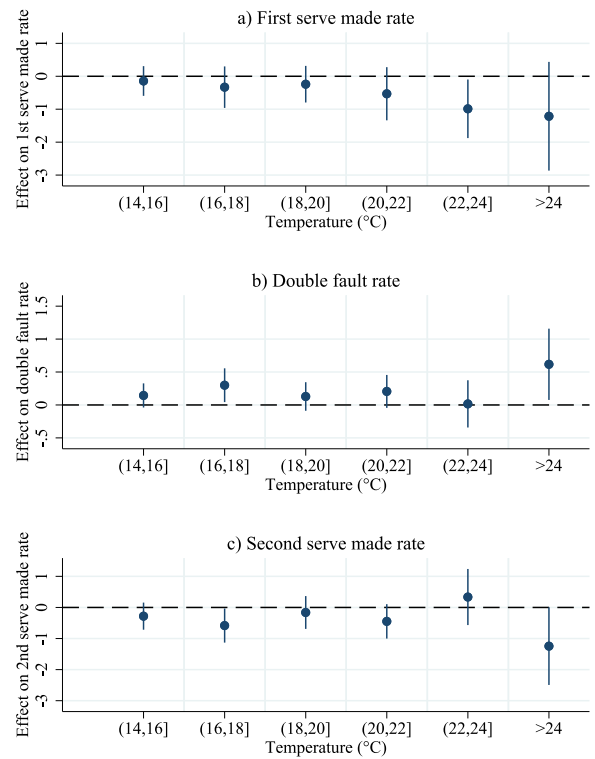 a) First serve made rate
Effect on 1st serve made rate
1
0
-1
-2
-3
(14,16] (16,18] (18,20] (20,22] (22,24] >24
Temperature (°C)
b) Double fault rate
Effect on double fault rate
1.5
1
.5
0
-.5
(14,16] (16,18] (18,20] (20,22] (22,24] >24
Temperature (°C)
c) Second serve made rate
Effect on 2nd serve made rate
1
0
-1
-2
-3
(14,16] (16,18] (18,20] (20,22] (22,24] >24
Temperature (°C)